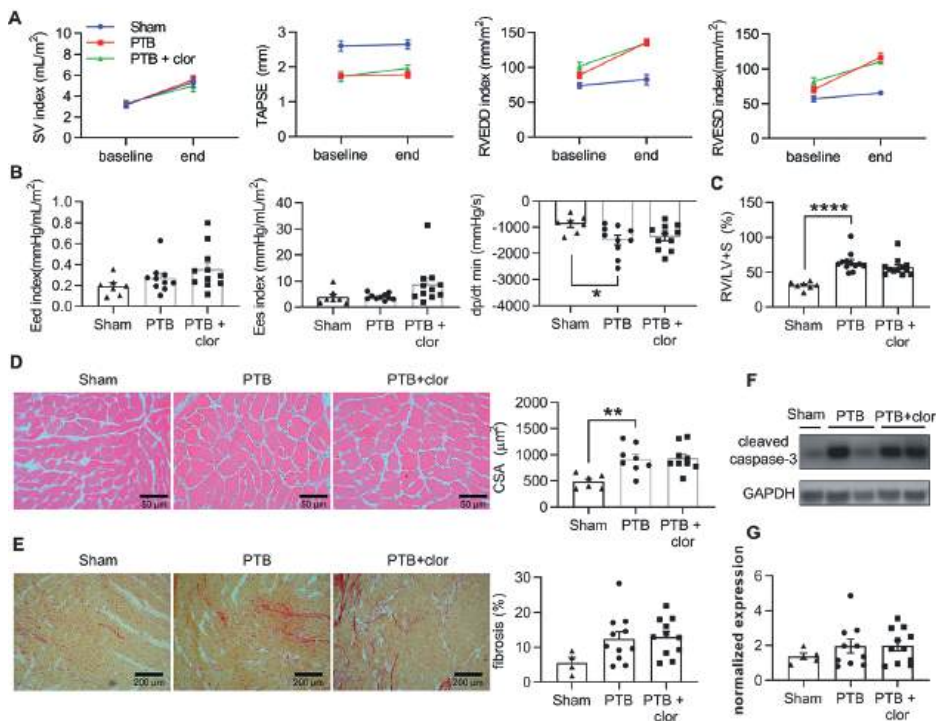 A
Sham
PTB
PTB + clor
SV index (mL/m²)
10
8
6
4
2
0
baseline
end
TAPSE (mm)
3
2
1
0
baseline
end
RVEDD index (mm/m²)
200
150
100
50
0
baseline
end
RVESD index(mm/m²)
200
150
100
50
0
baseline
end
B
Eed index(mmHg/mL/m²)
1.0
0.8
0.6
0.4
0.2
0.0
Sham
PTB
PTB +
clor
Ees index (mmHg/mL/m²)
40
30
20
10
0
Sham
PTB
PTB +
clor
dp/dt min (mmHg/s)
0
-1000
-2000
-3000
-4000
*
Sham
PTB
PTB +
clor
C
RV/LV+S (%)
200
150
100
50
0
****
Sham
PTB
PTB +
clor
D
Sham
PTB
PTB+clor
50 µm
50 µm
50 µm
CSA (µm²)
2000
1500
1000
500
0
**
Sham
PTB
PTB +
clor
E
Sham
PTB
PTB+clor
200 µm
200 µm
200 µm
fibrosis (%)
30
20
10
0
Sham
PTB
PTB +
clor
F
Sham
PTB
PTB+clor
cleaved
caspase-3
GAPDH
G
normalized expression
6
4
2
0
Sham
PTB
PTB +
clor